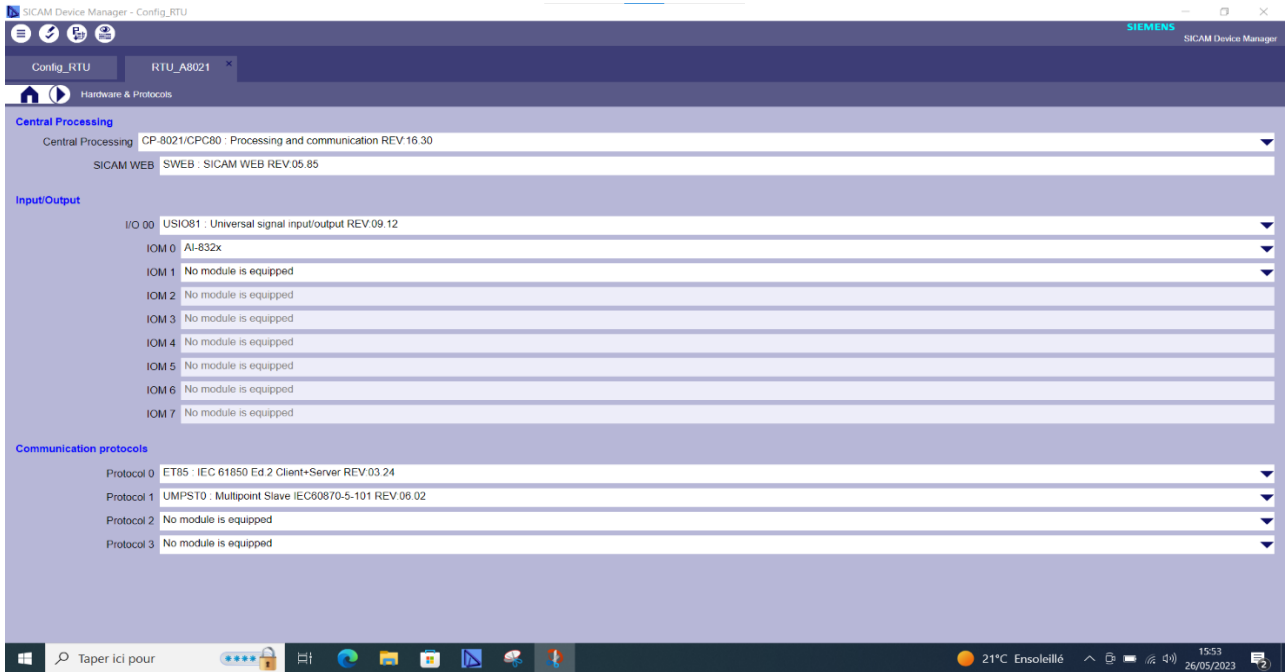 SICAM Device Manager - Config_RTU
SIEMENS
SICAM Device Manager
Config_RTU RTU_A8021 ×
Hardware & Protocols
Central Processing
Central Processing CP-8021/CPC80 : Processing and communication REV:16.30
SICAM WEB SWEB : SICAM WEB REV:05.85
Input/Output
I/O 00 USIO81 : Universal signal input/output REV:09.12
IOM 0 AI-832x
IOM 1 No module is equipped
IOM 2 No module is equipped
IOM 3 No module is equipped
IOM 4 No module is equipped
IOM 5 No module is equipped
IOM 6 No module is equipped
IOM 7 No module is equipped
Communication protocols
Protocol 0 ET85 : IEC 61850 Ed.2 Client+Server REV:03.24
Protocol 1 UMPST0 : Multipoint Slave IEC60870-5-101 REV:06.02
Protocol 2 No module is equipped
Protocol 3 No module is equipped
Taper ici pour
****
21°C Ensoleillé
15:53
26/05/2023
2